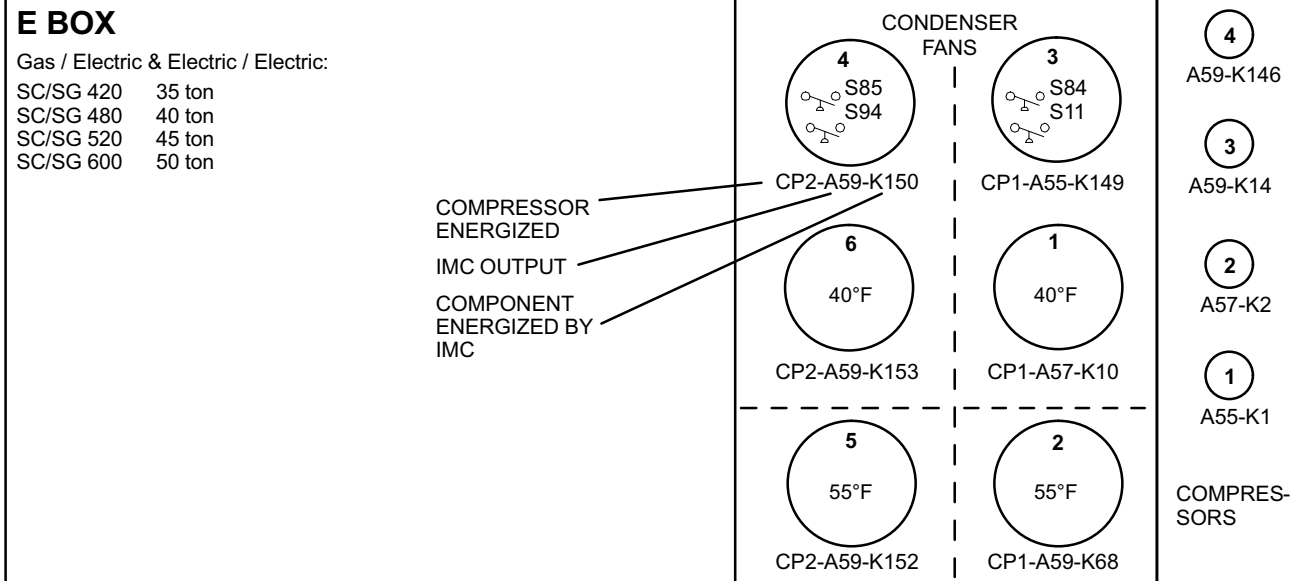 E BOX
Gas / Electric & Electric / Electric:
SC/SG 420 35 ton
SC/SG 480 40 ton
SC/SG 520 45 ton
SC/SG 600 50 ton
COMPRESSOR
ENERGIZED
IMC OUTPUT
COMPONENT
ENERGIZED BY
IMC
CONDENSER
FANS
4
S85
S94
CP2-A59-K150
3
S84
S11
CP1-A55-K149
6
40°F
CP2-A59-K153
1
40°F
CP1-A57-K10
5
55°F
CP2-A59-K152
2
55°F
CP1-A59-K68
4
A59-K146
3
A59-K14
2
A57-K2
1
A55-K1
COMPRES-
SORS